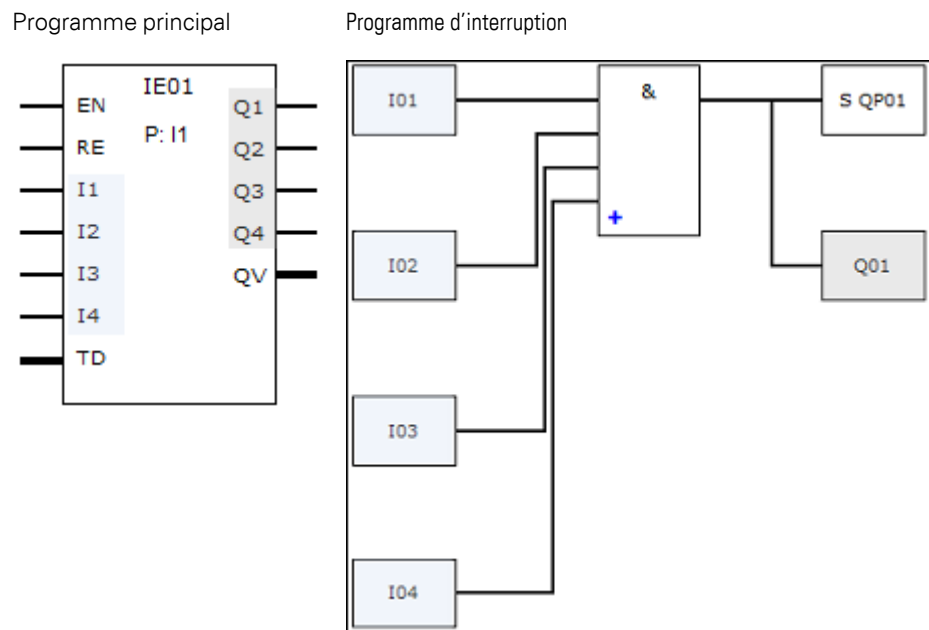 Programme principal
Programme d'interruption
IE01
P: I1
EN
RE
I1
I2
I3
I4
TD
Q1
Q2
Q3
Q4
QV
I01
I02
I03
I04
&
+
S QP01
Q01